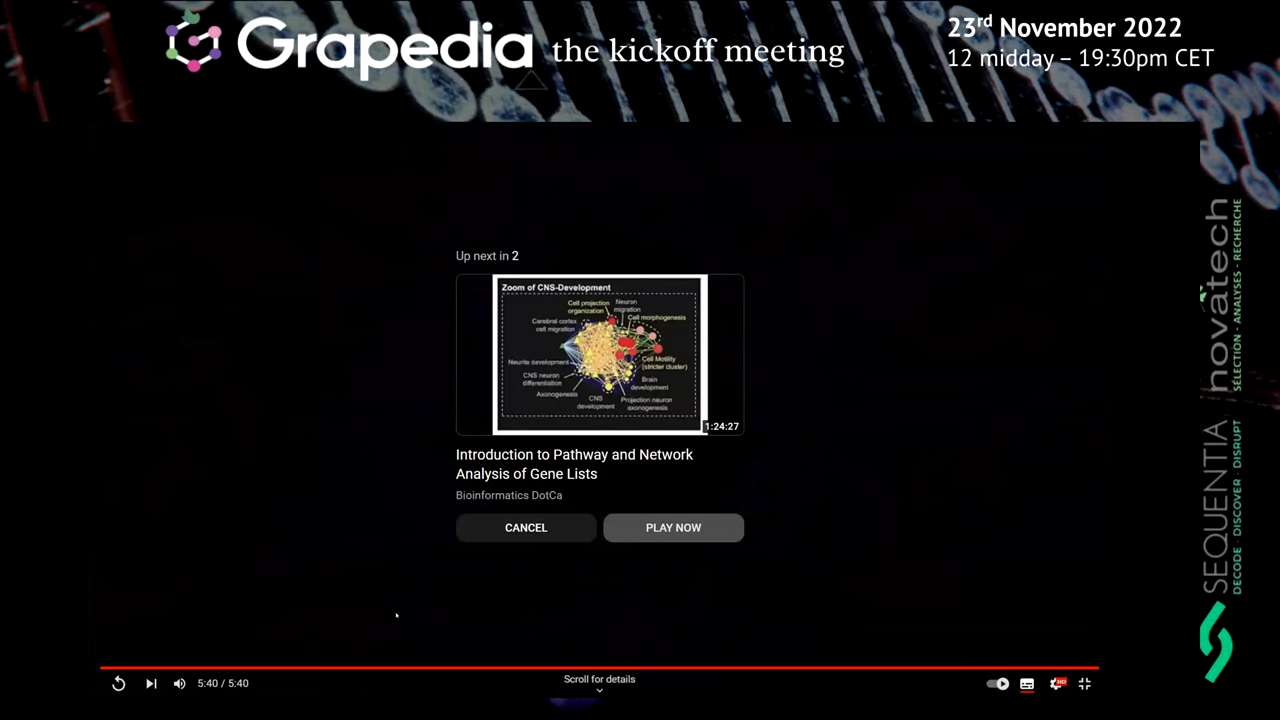 Grapedia the kickoff meeting
23rd November 2022
12 midday – 19:30pm CET
Up next in 2
Zoom of CNS-Development
Cell projection
organization
Neuron
migration
Cerebral cortex
cell migration
Cell morphogenesis
Neurite development
Cell Motility
(stricter cluster)
CNS neuron
differentiation
Brain
development
Axonogenesis
CNS
development
Projection neuron
axonogenesis
1:24:27
Introduction to Pathway and Network
Analysis of Gene Lists
Bioinformatics DotCa
CANCEL
PLAY NOW
5:40 / 5:40
Scroll for details
HD
novatech
SÉLECTION - ANALYSES - RECHERCHE
SEQUENTIA
DECODE · DISCOVER · DISRUPT